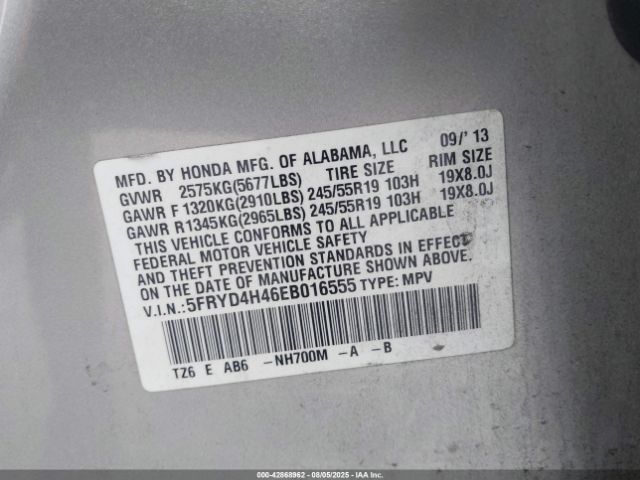 MFD. BY HONDA MFG. OF ALABAMA, LLC 09/'13
GVWR 2575KG(5677LBS) TIRE SIZE RIM SIZE
GAWR F 1320KG(2910LBS) 245/55R19 103H 19X8.0J
GAWR R 1345KG(2965LBS) 245/55R19 103H 19X8.0J
THIS VEHICLE CONFORMS TO ALL APPLICABLE
FEDERAL MOTOR VEHICLE SAFETY
AND THEFT PREVENTION STANDARDS IN EFFECT
ON THE DATE OF MANUFACTURE SHOWN ABOVE.
V.I.N.:5FRYD4H46EB016555 TYPE: MPV
TZ6 E AB6 -NH700M -A -B
000-42868962 - 08/05/2025 - IAA Inc.